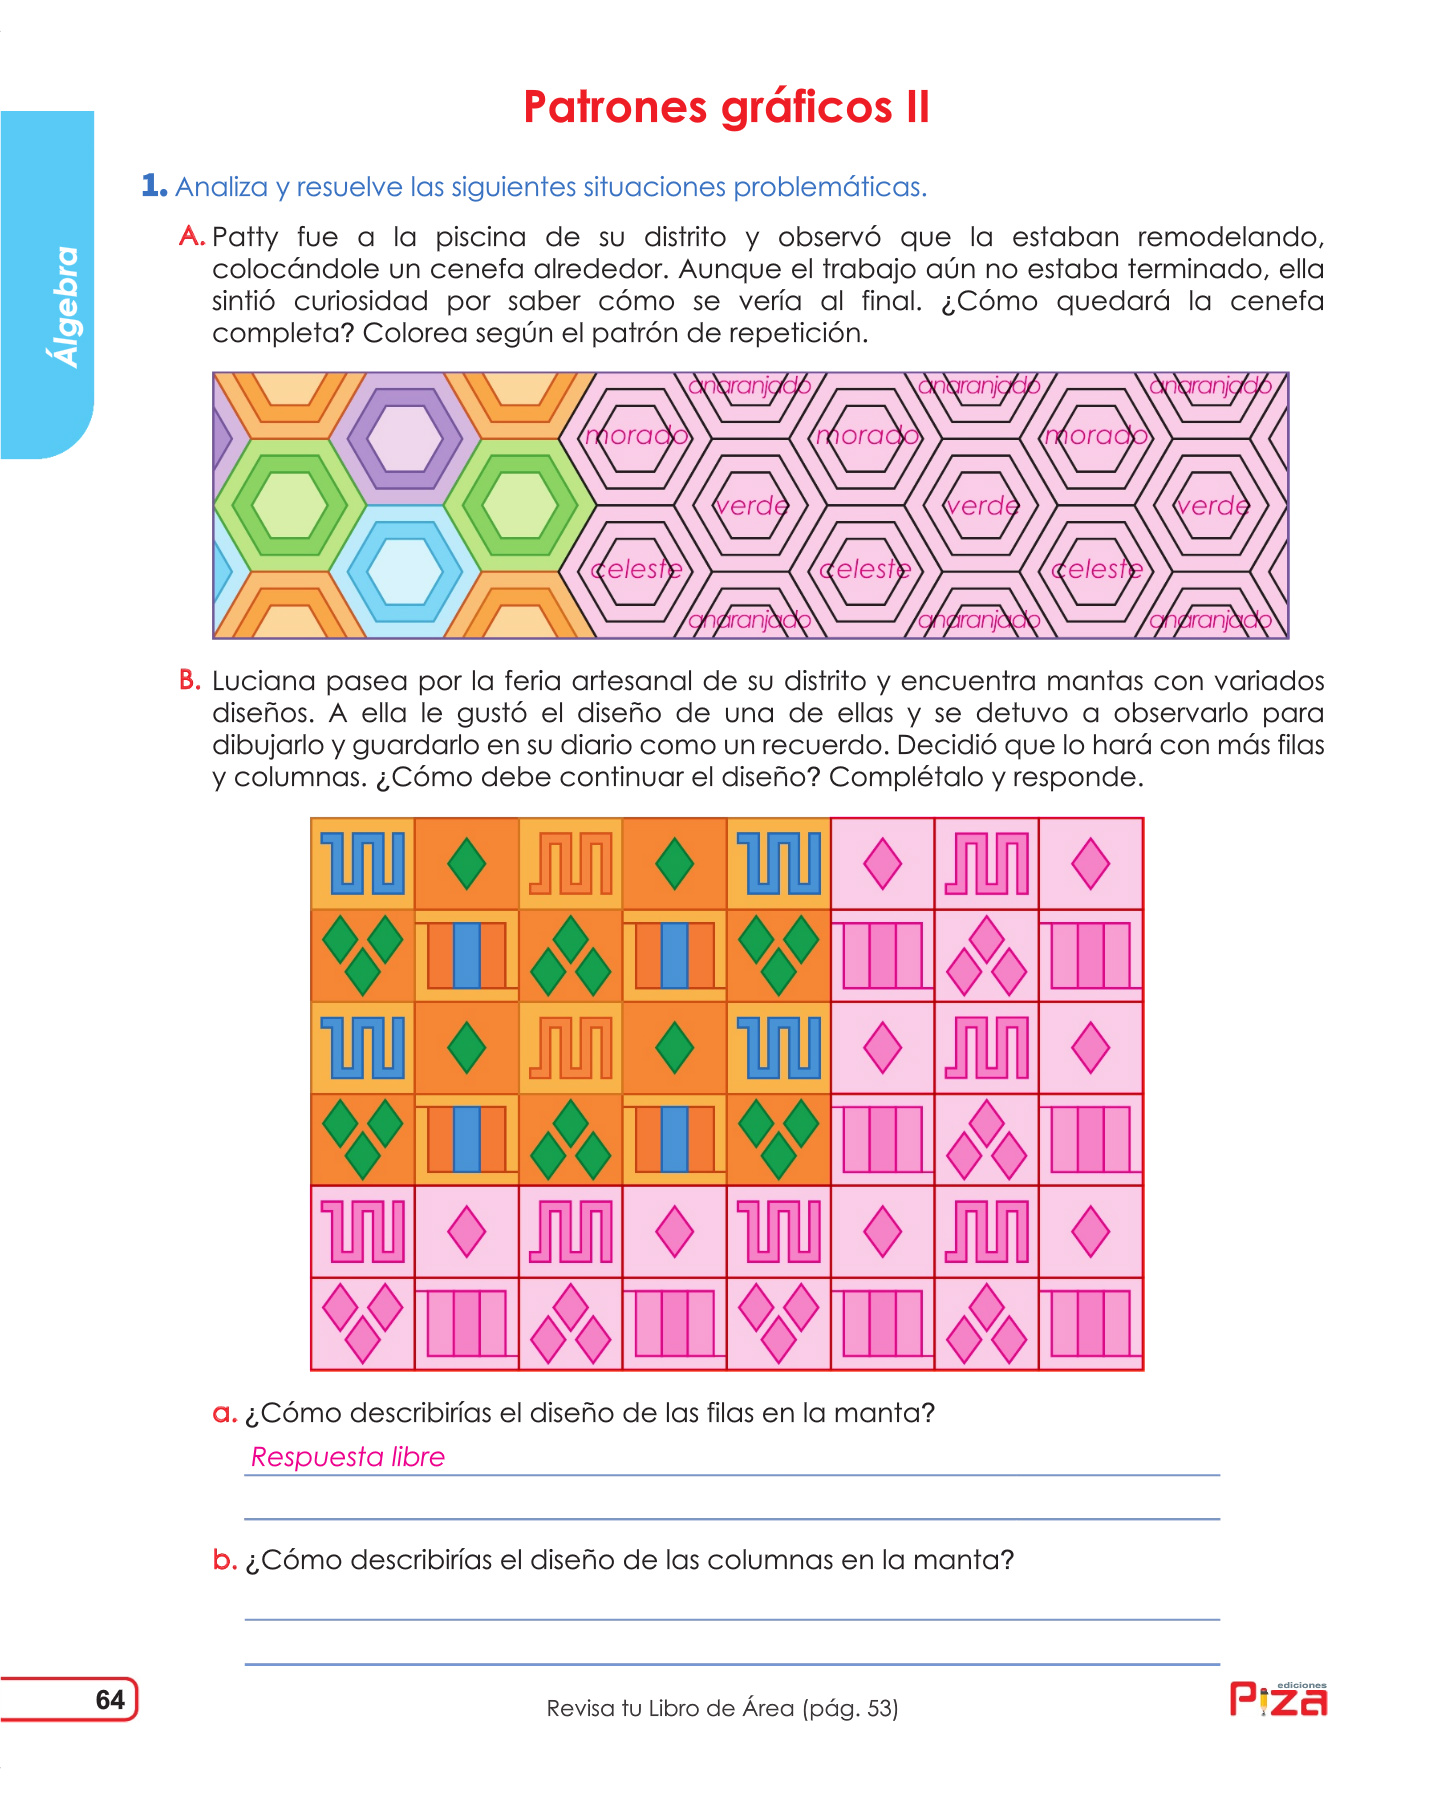 Patrones gráficos II
Álgebra
1. Analiza y resuelve las siguientes situaciones problemáticas.
A. Patty fue a la piscina de su distrito y observó que la estaban remodelando,
colocándole un cenefa alrededor. Aunque el trabajo aún no estaba terminado, ella
sintió curiosidad por saber cómo se vería al final. ¿Cómo quedará la cenefa
completa? Colorea según el patrón de repetición.
anaranjado anaranjado anaranjado
morado morado morado
verde verde verde
celeste celeste celeste
anaranjado anaranjado anaranjado
B. Luciana pasea por la feria artesanal de su distrito y encuentra mantas con variados
diseños. A ella le gustó el diseño de una de ellas y se detuvo a observarlo para
dibujarlo y guardarlo en su diario como un recuerdo. Decidió que lo hará con más filas
y columnas. ¿Cómo debe continuar el diseño? Complétalo y responde.
a. ¿Cómo describirías el diseño de las filas en la manta?
Respuesta libre
b. ¿Cómo describirías el diseño de las columnas en la manta?
64
Revisa tu Libro de Área (pág. 53)
ediciones
Piza